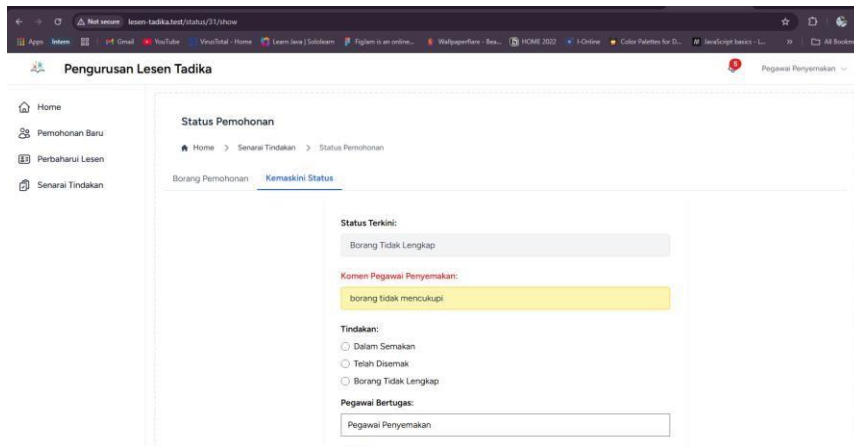 Not secure lesen-tadika.test/status/31/show
Apps Intern Gmail YouTube VirusTotal - Home Learn Java | Sololearn Figlam is an online... Wallpaperflare - Bea... HOME 2022 I-Online Color Palettes for D... JavaScript basics - L... » All Bookm
Pengurusan Lesen Tadika
Pegawai Penyemakan
Home
Pemohonan Baru
Perbaharui Lesen
Senarai Tindakan
Status Pemohonan
Home > Senarai Tindakan > Status Pemohonan
Borang Pemohonan Kemaskini Status
Status Terkini:
Borang Tidak Lengkap
Komen Pegawai Penyemakan:
borang tidak mencukupi
Tindakan:
Dalam Semakan
Telah Disemak
Borang Tidak Lengkap
Pegawai Bertugas:
Pegawai Penyemakan